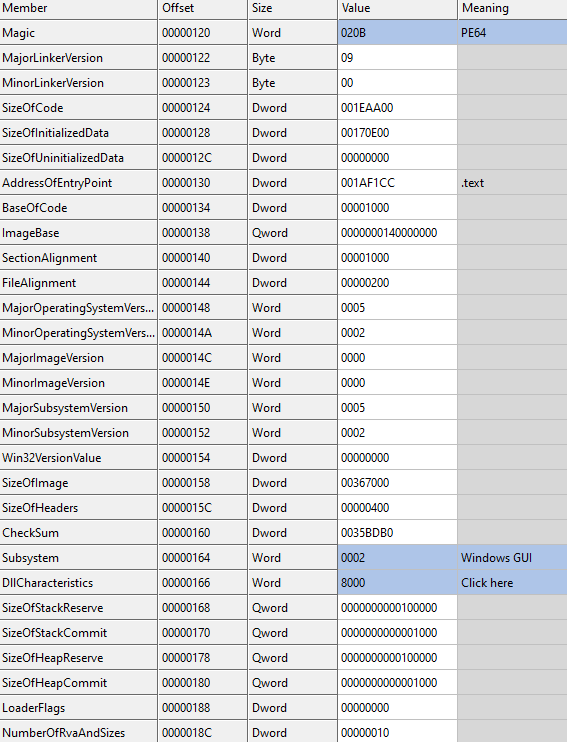 Member Offset Size Value Meaning
Magic 00000120 Word 020B PE64
MajorLinkerVersion 00000122 Byte 09
MinorLinkerVersion 00000123 Byte 00
SizeOfCode 00000124 Dword 001EAA00
SizeOfInitializedData 00000128 Dword 00170E00
SizeOfUninitializedData 0000012C Dword 00000000
AddressOfEntryPoint 00000130 Dword 001AF1CC .text
BaseOfCode 00000134 Dword 00001000
ImageBase 00000138 Qword 0000000140000000
SectionAlignment 00000140 Dword 00001000
FileAlignment 00000144 Dword 00000200
MajorOperatingSystemVers... 00000148 Word 0005
MinorOperatingSystemVers... 0000014A Word 0002
MajorImageVersion 0000014C Word 0000
MinorImageVersion 0000014E Word 0000
MajorSubsystemVersion 00000150 Word 0005
MinorSubsystemVersion 00000152 Word 0002
Win32VersionValue 00000154 Dword 00000000
SizeOfImage 00000158 Dword 00367000
SizeOfHeaders 0000015C Dword 00000400
CheckSum 00000160 Dword 0035BDB0
Subsystem 00000164 Word 0002 Windows GUI
DllCharacteristics 00000166 Word 8000 Click here
SizeOfStackReserve 00000168 Qword 0000000000100000
SizeOfStackCommit 00000170 Qword 0000000000001000
SizeOfHeapReserve 00000178 Qword 0000000000100000
SizeOfHeapCommit 00000180 Qword 0000000000001000
LoaderFlags 00000188 Dword 00000000
NumberOfRvaAndSizes 0000018C Dword 00000010